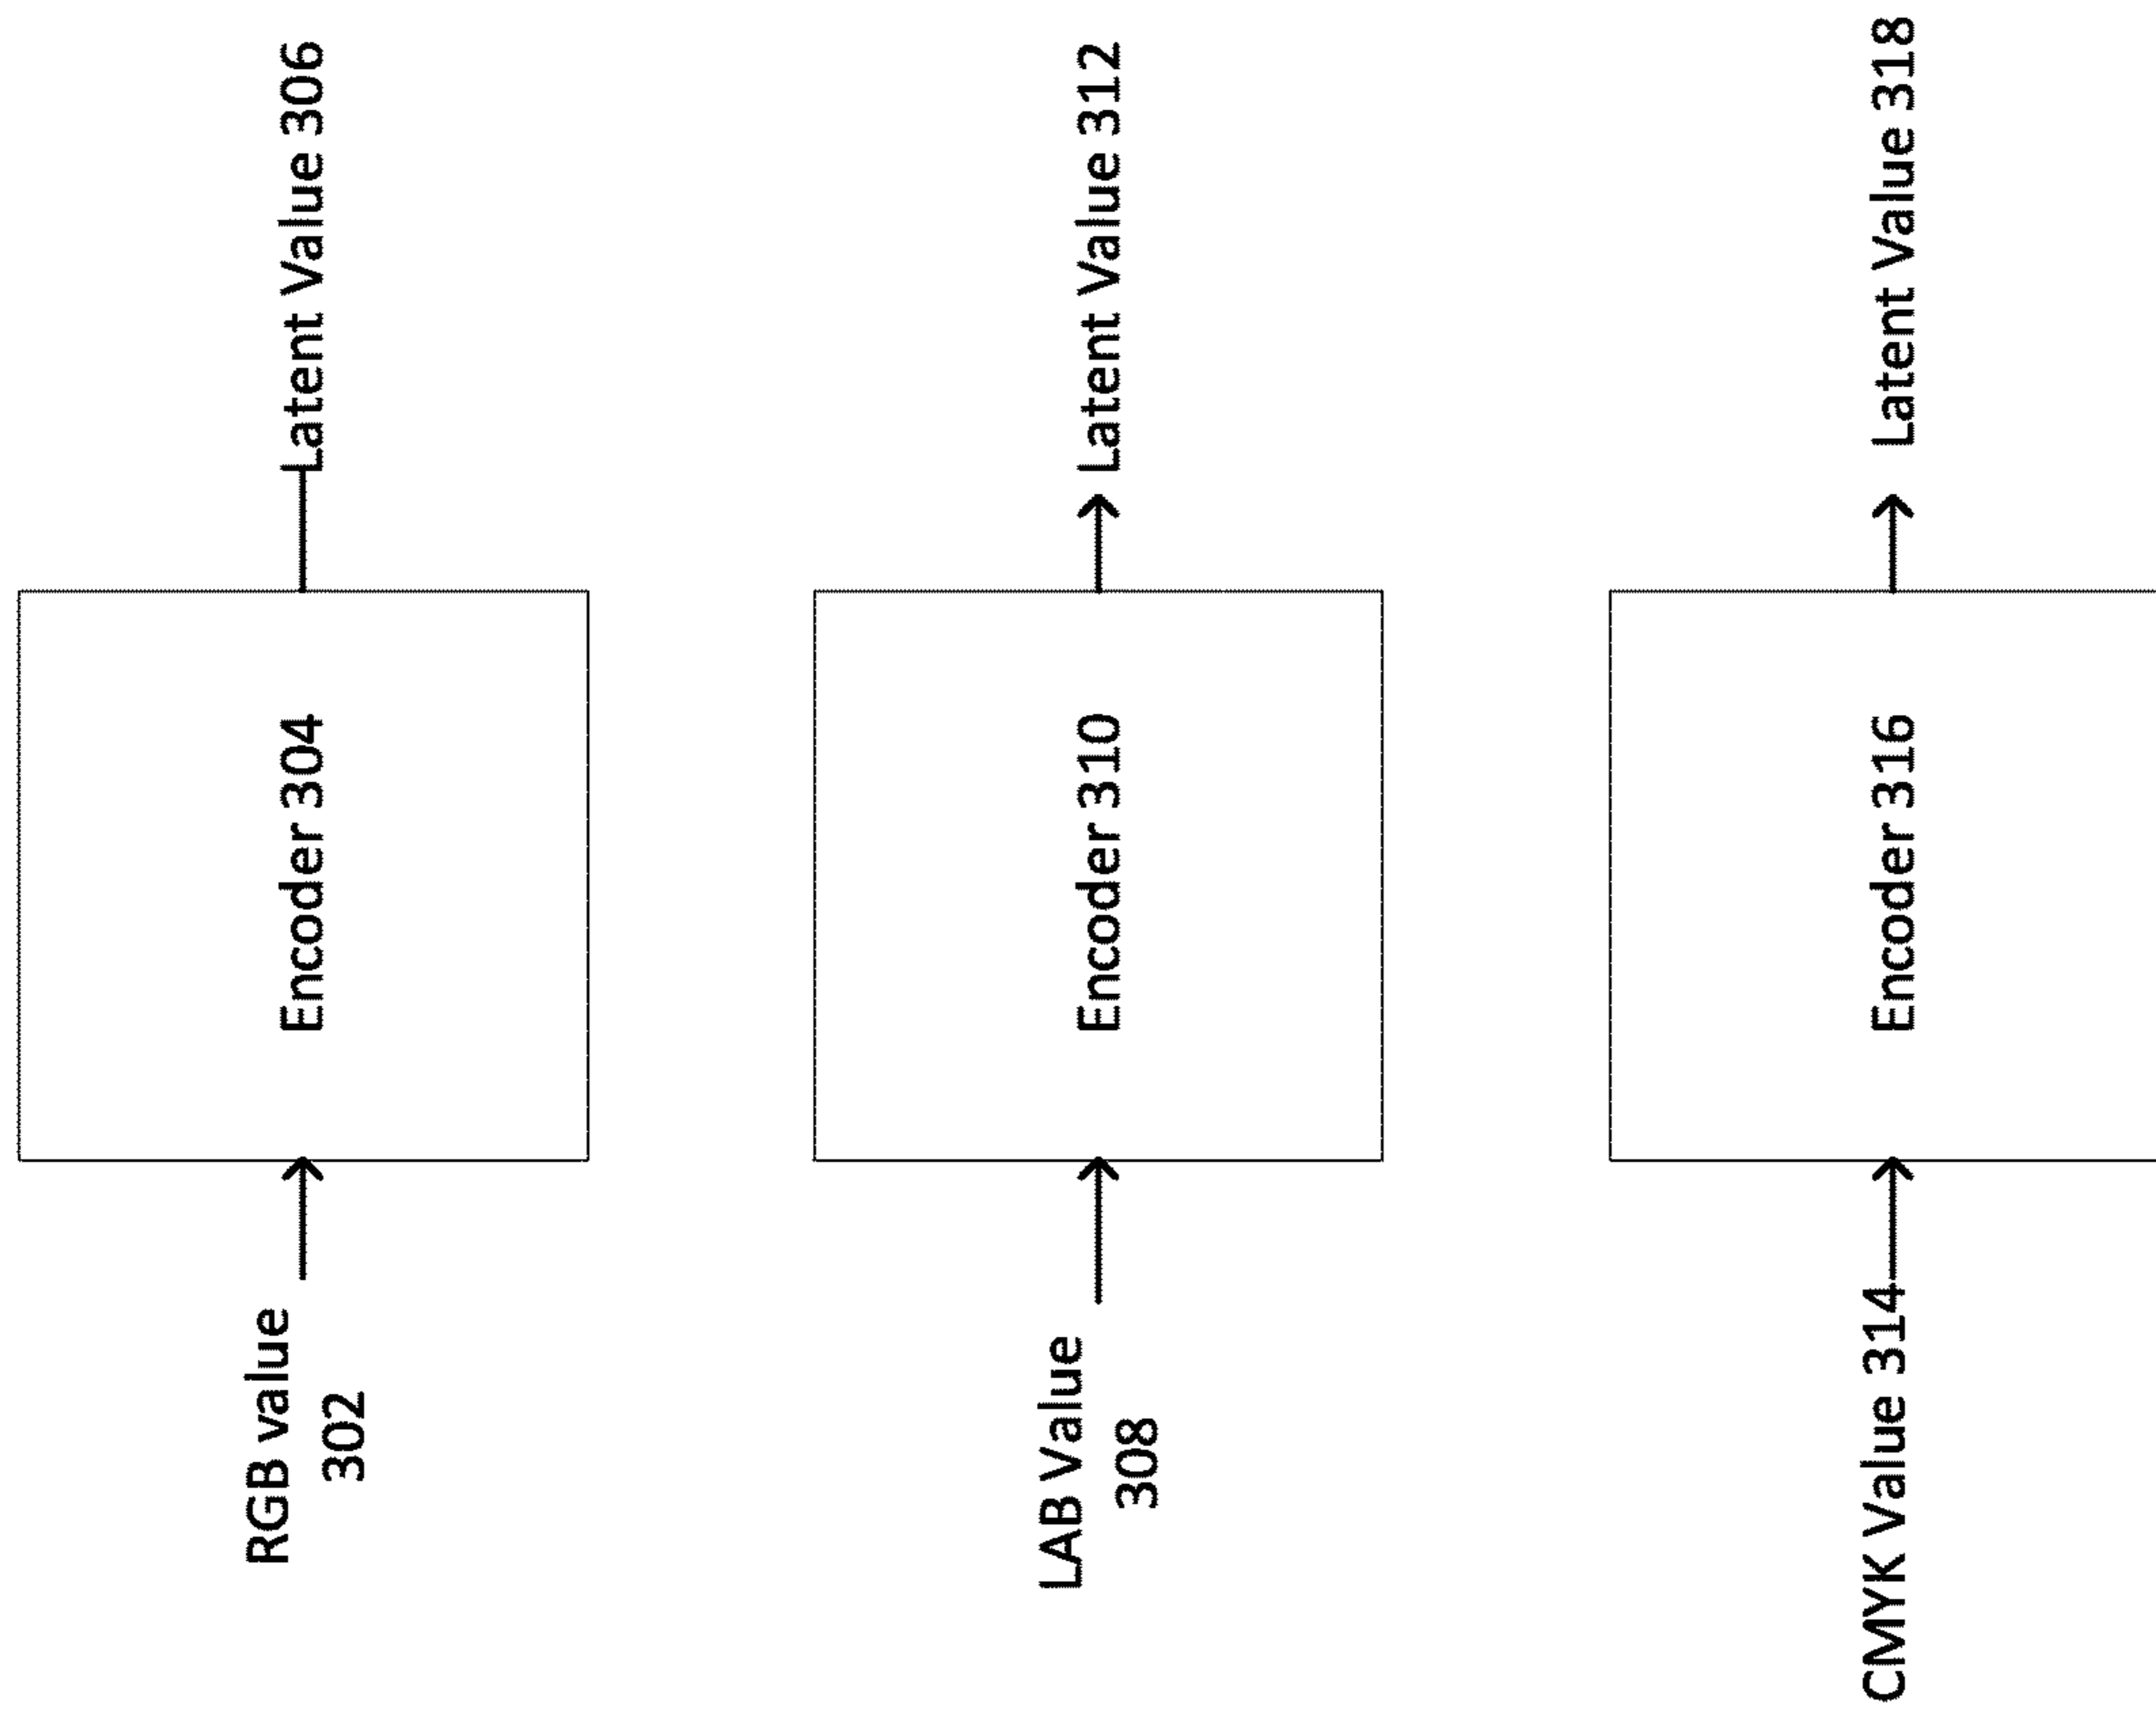 RGB value
302
Encoder 304
Latent Value 306
LAB Value
308
Encoder 310
Latent Value 312
CMYK Value 314
Encoder 316
Latent Value 318